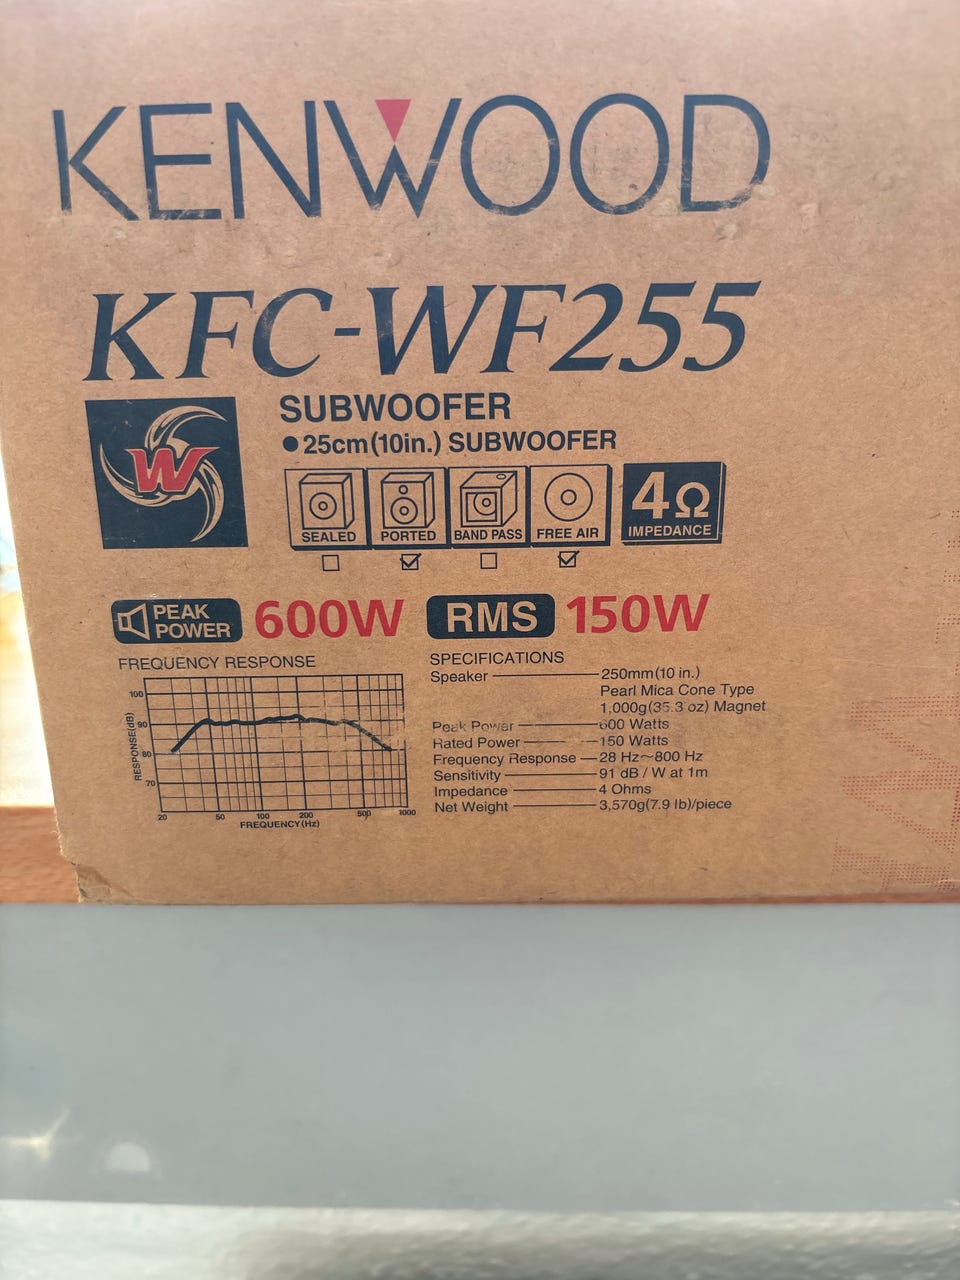 KENWOOD
KFC-WF255
W
SUBWOOFER
●25cm(10in.) SUBWOOFER
SEALED PORTED BAND PASS FREE AIR
4Ω
IMPEDANCE
PEAK
POWER
600W
RMS 150W
FREQUENCY RESPONSE
RESPONSE(dB)
100
90
80
70
20 50 100 200 500 1000
FREQUENCY(Hz)
SPECIFICATIONS
Speaker 250mm(10 in.)
Pearl Mica Cone Type
1,000g(35.3 oz) Magnet
Peak Power 600 Watts
Rated Power 150 Watts
Frequency Response 28 Hz~800 Hz
Sensitivity 91 dB / W at 1m
Impedance 4 Ohms
Net Weight 3,570g(7.9 lb)/piece